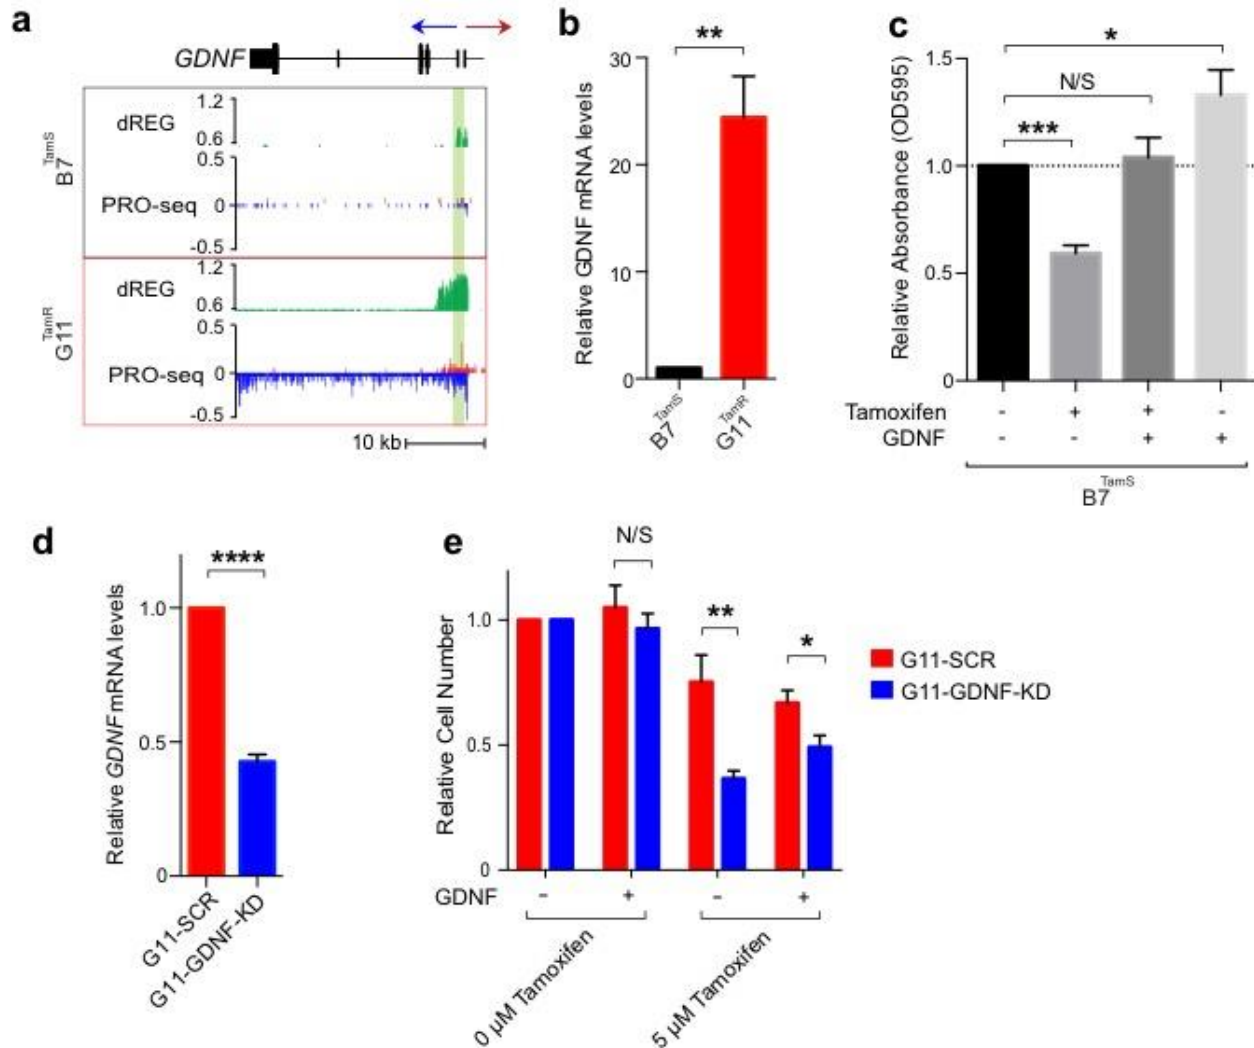 a
GDNF
B7 TamS
dREG
1.2
0.6
PRO-seq
0.5
0
-0.5
G11 TamR
dREG
1.2
0.6
PRO-seq
0.5
0
-0.5
10 kb
b
**
Relative GDNF mRNA levels
30
20
10
0
B7 TamS
G11 TamR
c
*
N/S
***
Relative Absorbance (OD595)
1.5
1.0
0.5
0
Tamoxifen - + + -
GDNF - - + +
B7 TamS
d
****
Relative GDNF mRNA levels
1.0
0.5
0
G11-SCR
G11-GDNF-KD
e
N/S
**
*
Relative Cell Number
1.0
0.5
0
GDNF - + - +
0 µM Tamoxifen
5 µM Tamoxifen
G11-SCR
G11-GDNF-KD